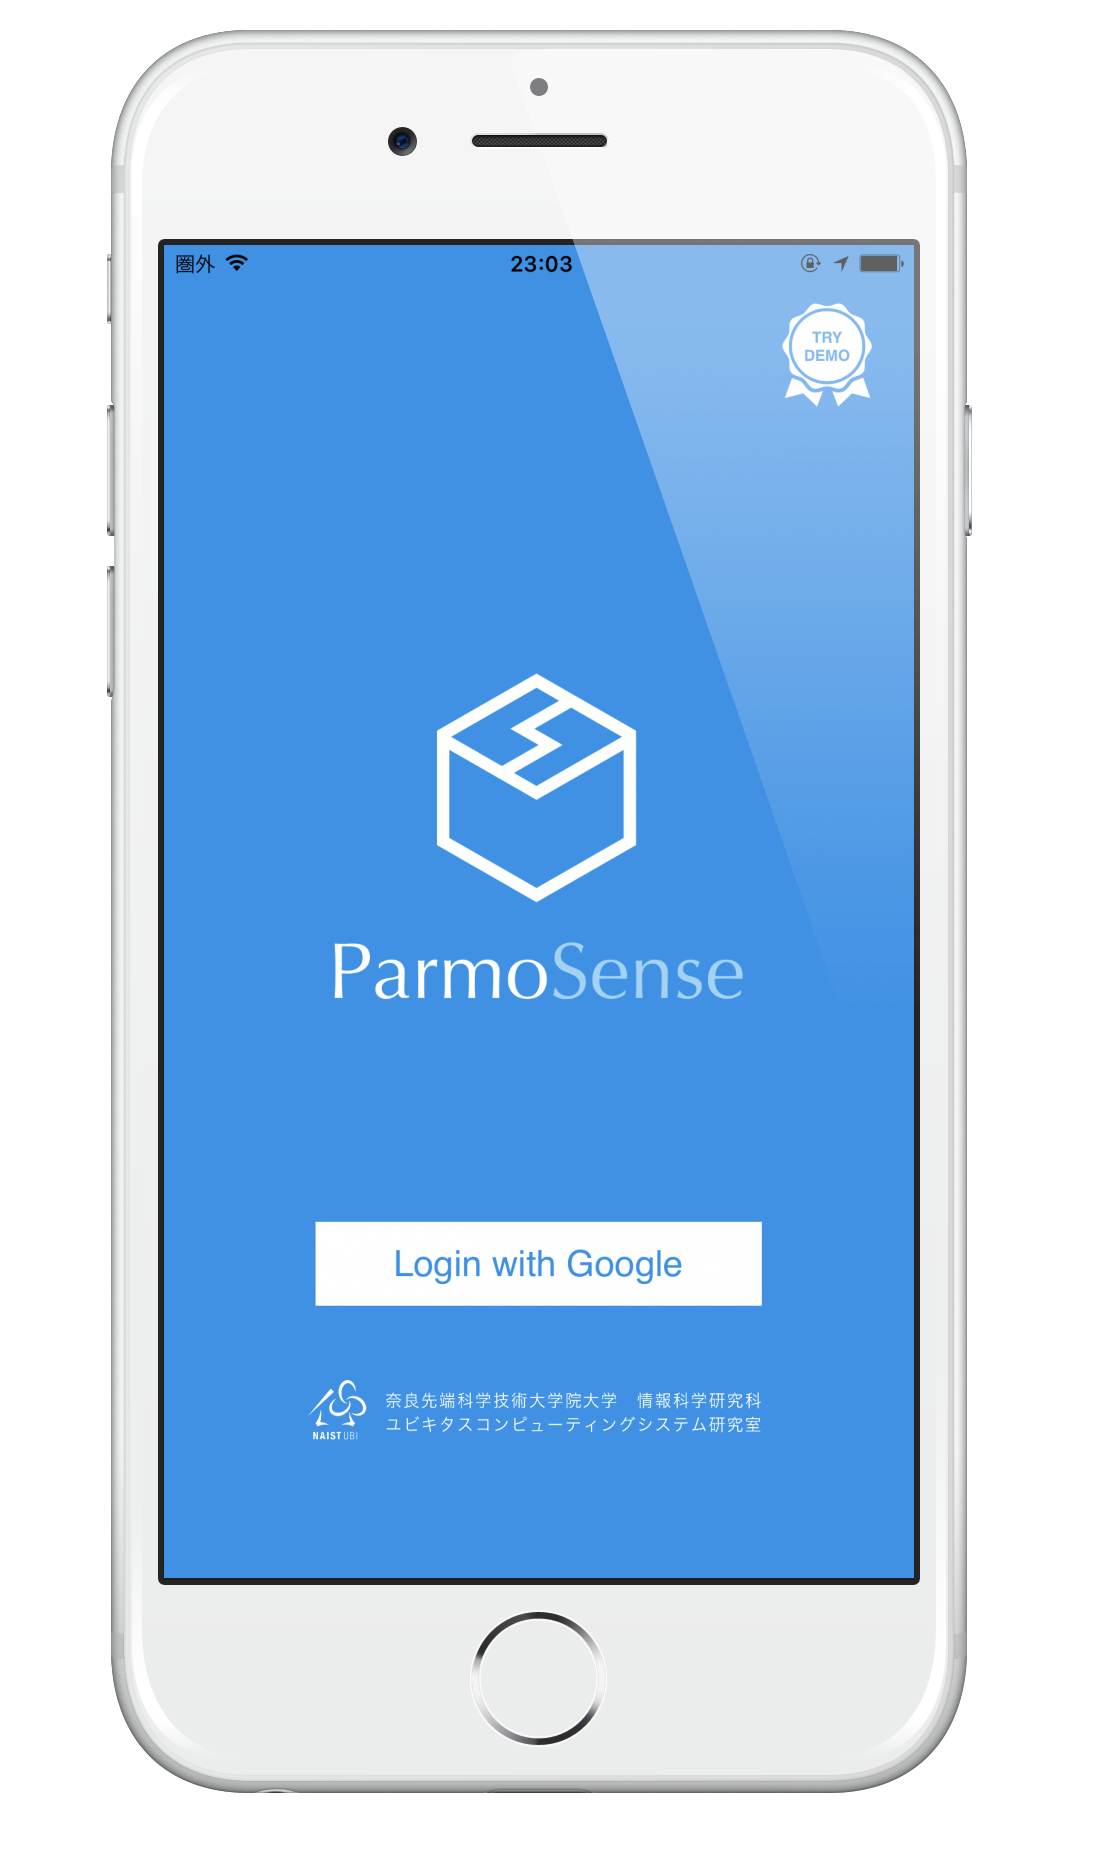 圏外
23:03
TRY
DEMO
ParmoSense
Login with Google
奈良先端科学技術大学院大学　情報科学研究科
ユビキタスコンピューティングシステム研究室
NAIST UBI